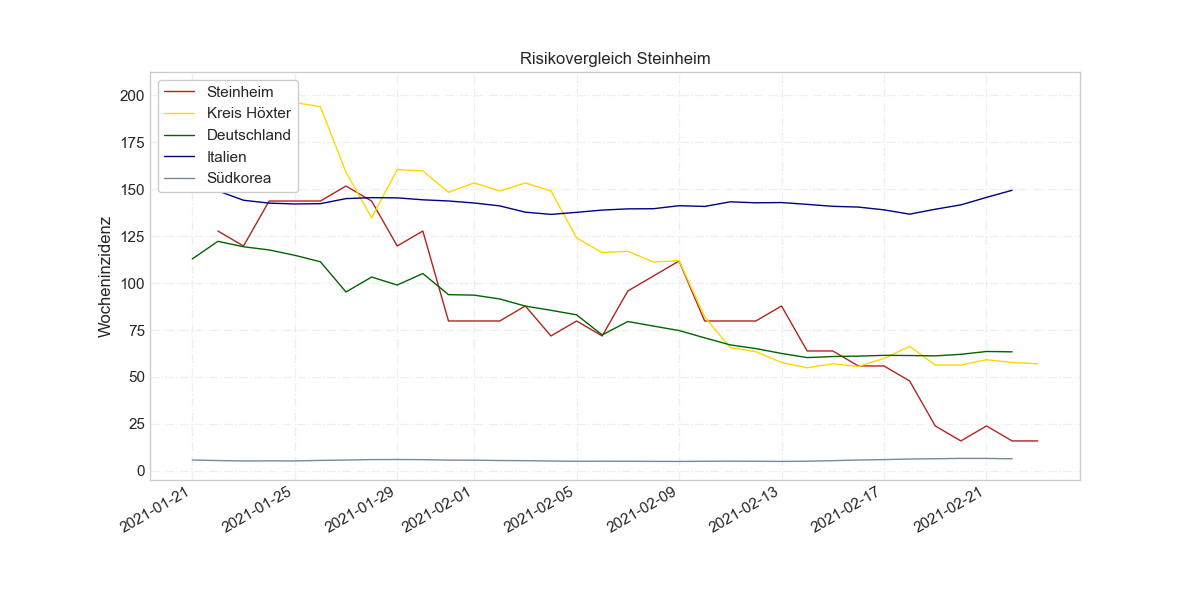 Risikovergleich Steinheim
Wocheninzidenz
200
175
150
125
100
75
50
25
0
Steinheim
Kreis Höxter
Deutschland
Italien
Südkorea
2021-01-21
2021-01-25
2021-01-29
2021-02-01
2021-02-05
2021-02-09
2021-02-13
2021-02-17
2021-02-21